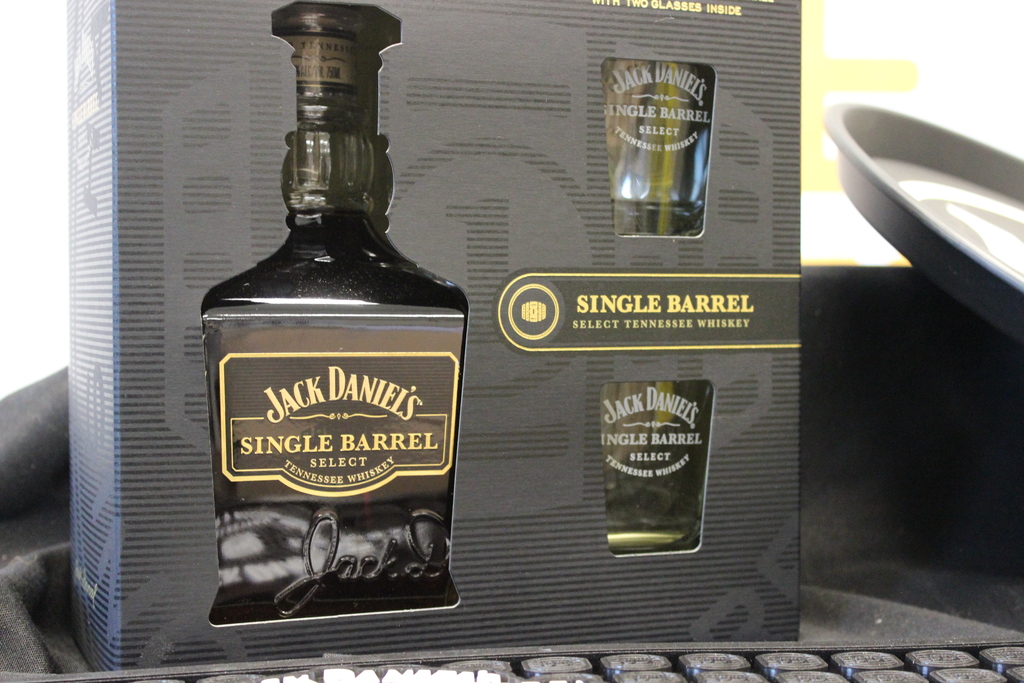 WITH TWO GLASSES INSIDE
JACK DANIEL'S
SINGLE BARREL
SELECT
TENNESSEE WHISKEY
Jack D
SINGLE BARREL
SELECT TENNESSEE WHISKEY
JACK DANIEL'S
SINGLE BARREL
SELECT
TENNESSEE WHISKEY
JACK DANIEL'S
INGLE BARREL
SELECT
TENNESSEE WHISKEY